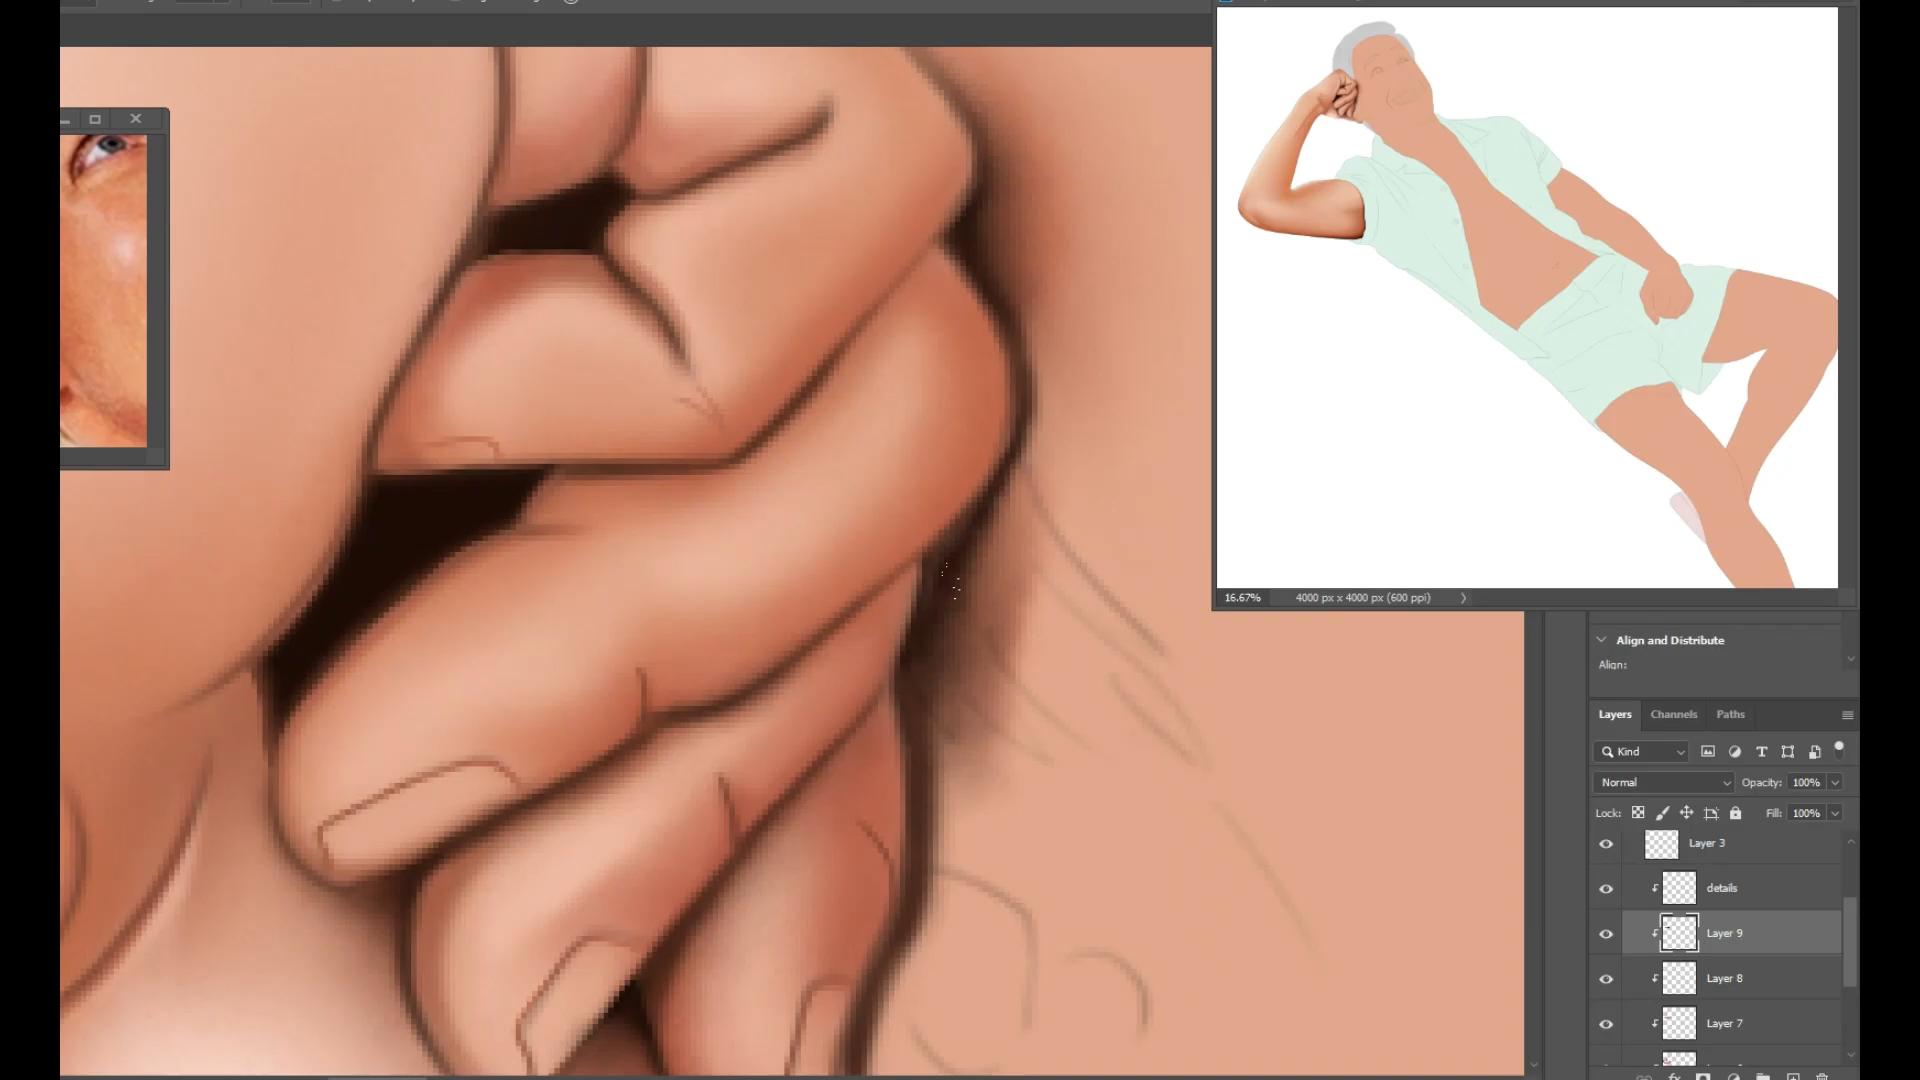 16.67% 4000 px x 4000 px (600 ppi)
Align and Distribute
Align:
Layers Channels Paths
Kind
Normal Opacity: 100%
Lock: Fill: 100%
Layer 3
details
Layer 9
Layer 8
Layer 7